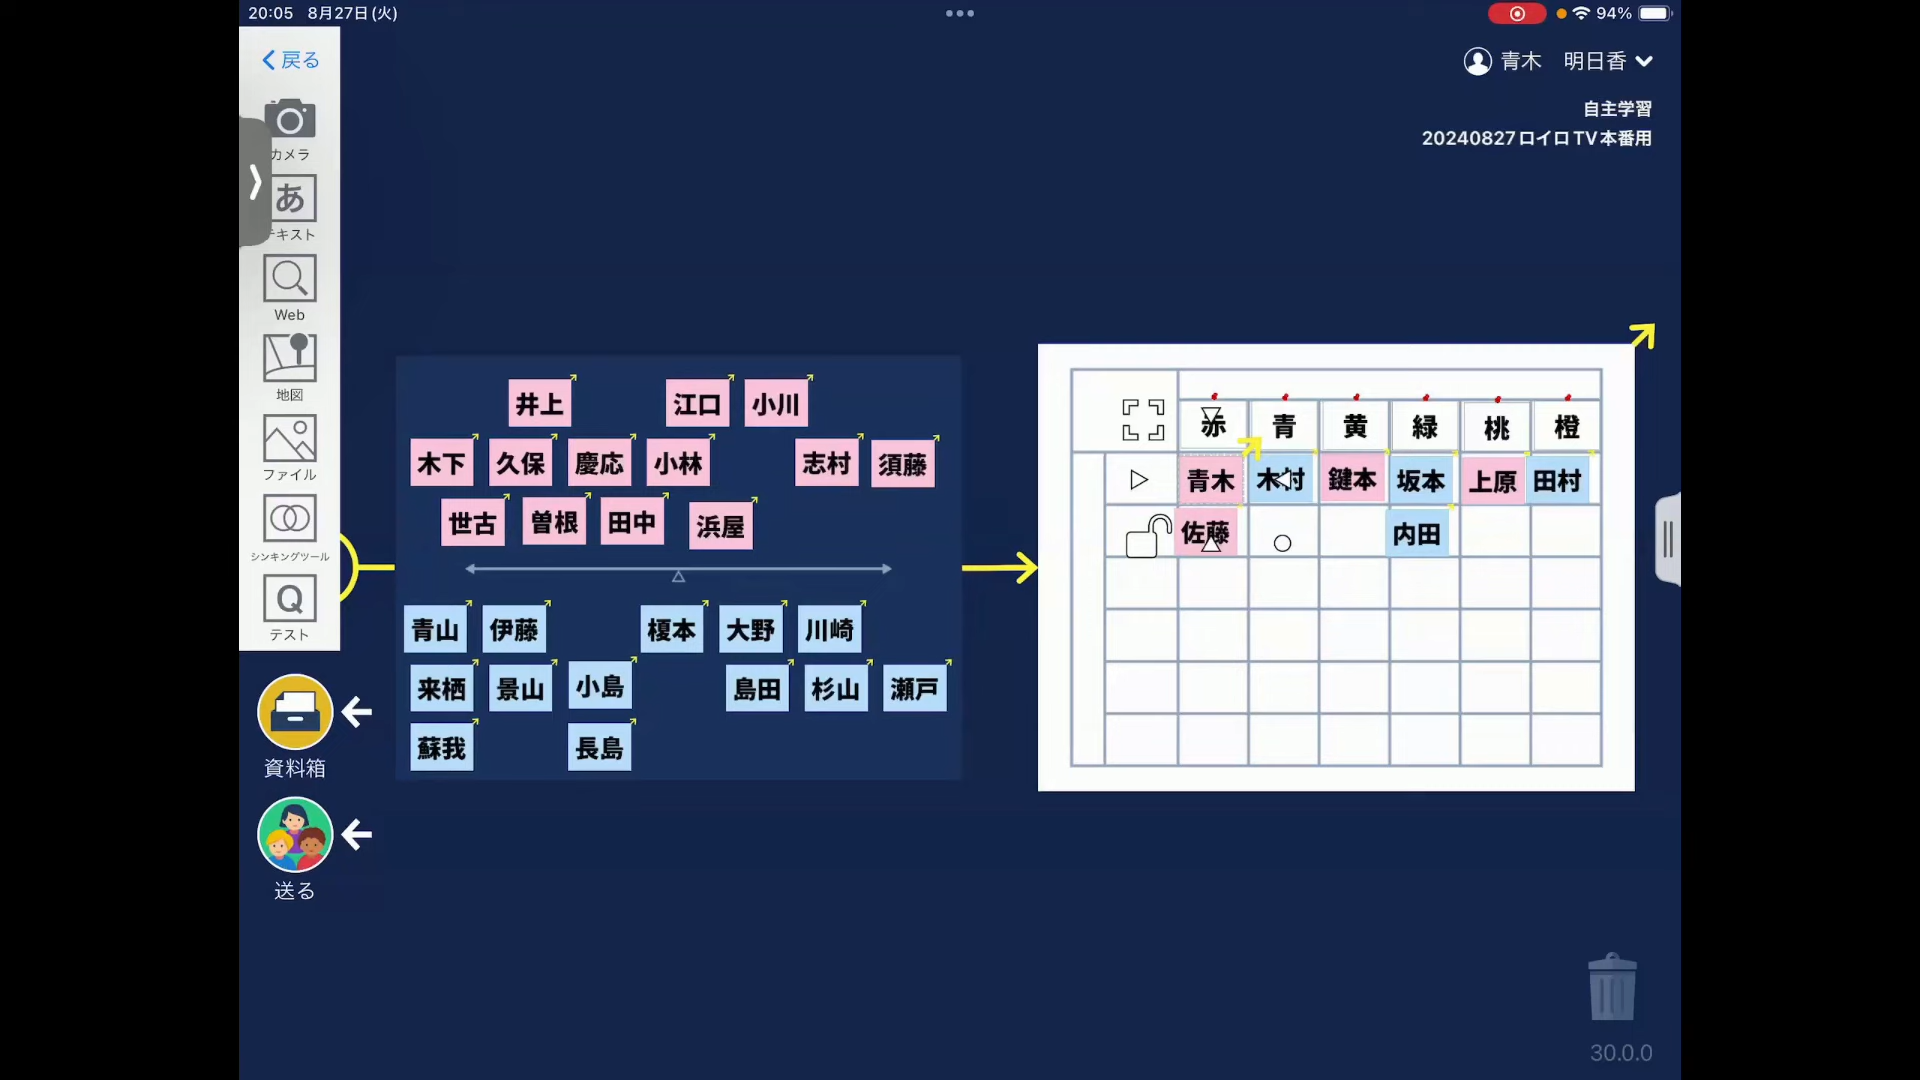 20:05 8月27日(火)
94%
戻る
カメラ
あ
テキスト
Web
地図
ファイル
シンキングツール
Q
テスト
資料箱
送る
青木 明日香
自主学習
20240827ロイロTV本番用
井上 江口 小川
木下 久保 慶応 小林 志村 須藤
世古 曽根 田中 浜屋
青山 伊藤 榎本 大野 川崎
来栖 景山 小島 島田 杉山 瀬戸
蘇我 長島
赤 青 黄 緑 桃 橙
青木 木村 鍵本 坂本 上原 田村
佐藤 内田
30.0.0